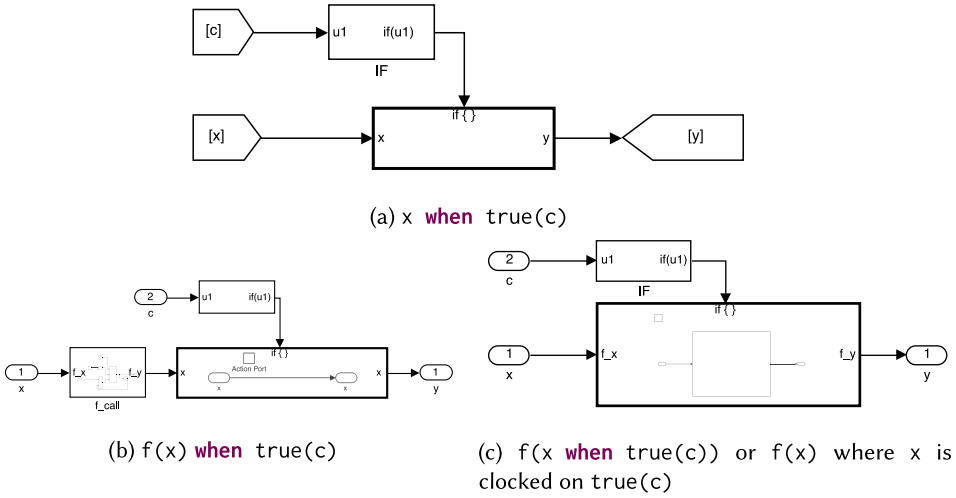 [c]
u1 if(u1)
IF
if { }
[x]
x y
[y]
(a) x when true(c)
2
c
u1 if(u1)
if { }
Action Port
1
x
f_x f_y
f_call
x x
x x
1
y
(b) f(x) when true(c)
2
c
u1 if(u1)
IF
if { }
1
x
f_x f_y
1
y
(c) f(x when true(c)) or f(x) where x is
clocked on true(c)